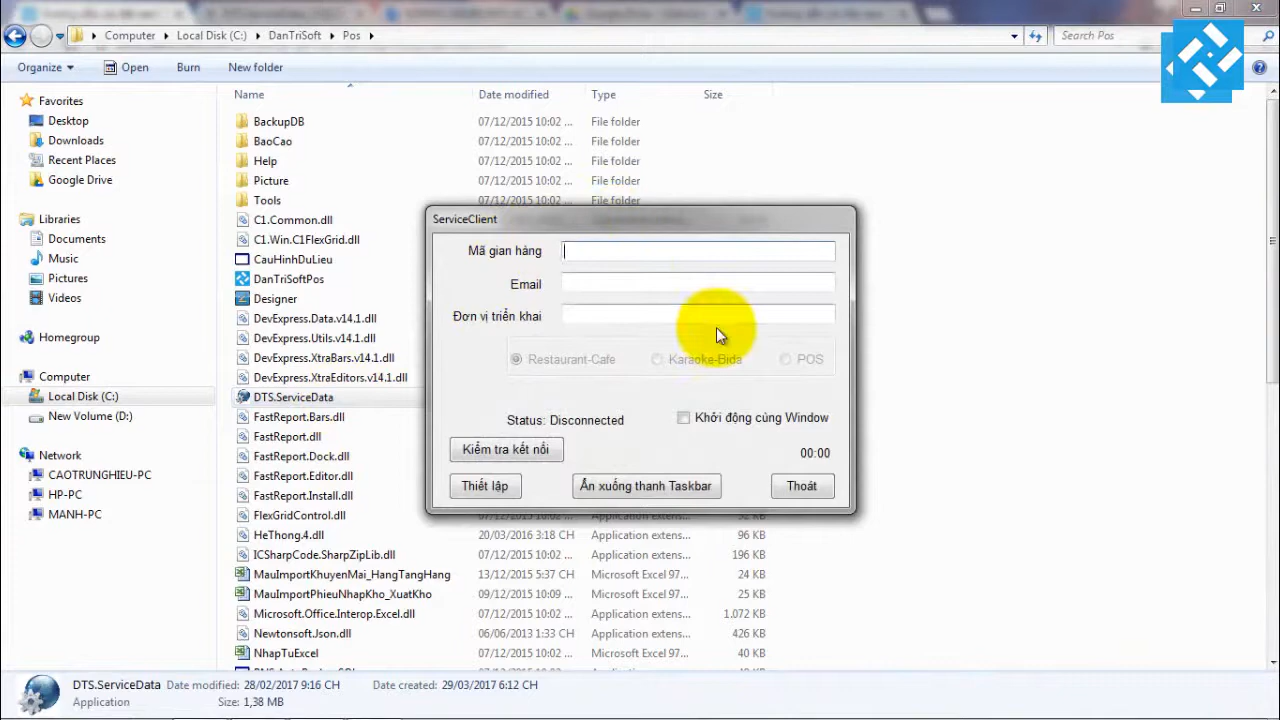 Computer Local Disk (C:) DanTriSoft Pos
Search Pos
Organize Open Burn New folder
Name Date modified Type Size
Favorites
Desktop
Downloads
Recent Places
Google Drive
Libraries
Documents
Music
Pictures
Videos
Homegroup
Computer
Local Disk (C:)
New Volume (D:)
Network
CAOTRUNGHIEU-PC
HP-PC
MANH-PC
BackupDB 07/12/2015 10:02 ... File folder
BaoCao 07/12/2015 10:02 ... File folder
Help 07/12/2015 10:02 ... File folder
Picture 07/12/2015 10:02 ... File folder
Tools 07/12/2015 10:02 ... File folder
C1.Common.dll
C1.Win.C1FlexGrid.dll
CauHinhDuLieu
DanTriSoftPos
Designer
DevExpress.Data.v14.1.dll
DevExpress.Utils.v14.1.dll
DevExpress.XtraBars.v14.1.dll
DevExpress.XtraEditors.v14.1.dll
DTS.ServiceData
FastReport.Bars.dll
FastReport.dll
FastReport.Dock.dll
FastReport.Editor.dll
FastReport.Install.dll
FlexGridControl.dll
HeThong.4.dll 20/03/2016 3:18 CH Application extens... 96 KB
ICSharpCode.SharpZipLib.dll 07/12/2015 10:02 ... Application extens... 196 KB
MauImportKhuyenMai_HangTangHang 13/12/2015 5:37 CH Microsoft Excel 97... 24 KB
MauImportPhieuNhapKho_XuatKho 09/12/2015 10:09 ... Microsoft Excel 97... 25 KB
Microsoft.Office.Interop.Excel.dll 07/12/2015 10:02 ... Application extens... 1.072 KB
Newtonsoft.Json.dll 06/06/2013 1:33 CH Application extens... 426 KB
NhapTuExcel 07/12/2015 10:02 ... Microsoft Excel 97... 40 KB
ServiceClient
Mã gian hàng
Email
Đơn vị triển khai
Restaurant-Cafe Karaoke-Bida POS
Status: Disconnected Khởi động cùng Window
Kiểm tra kết nối 00:00
Thiết lập Ẩn xuống thanh Taskbar Thoát
DTS.ServiceData Date modified: 28/02/2017 9:16 CH Date created: 29/03/2017 6:12 CH
Application Size: 1,38 MB